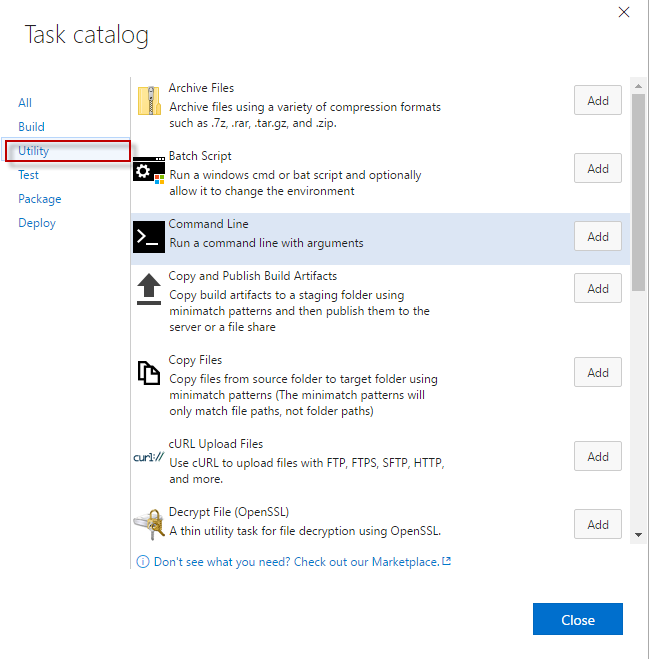 Task catalog
All
Build
Utility
Test
Package
Deploy
Archive Files
Archive files using a variety of compression formats
such as .7z, .rar, .tar.gz, and .zip.
Add
Batch Script
Run a windows cmd or bat script and optionally
allow it to change the environment
Add
Command Line
Run a command line with arguments
Add
Copy and Publish Build Artifacts
Copy build artifacts to a staging folder using
minimatch patterns and then publish them to the
server or a file share
Add
Copy Files
Copy files from source folder to target folder using
minimatch patterns (The minimatch patterns will
only match file paths, not folder paths)
Add
curl://
cURL Upload Files
Use cURL to upload files with FTP, FTPS, SFTP, HTTP,
and more.
Add
Decrypt File (OpenSSL)
A thin utility task for file decryption using OpenSSL.
Add
Don't see what you need? Check out our Marketplace.
Close